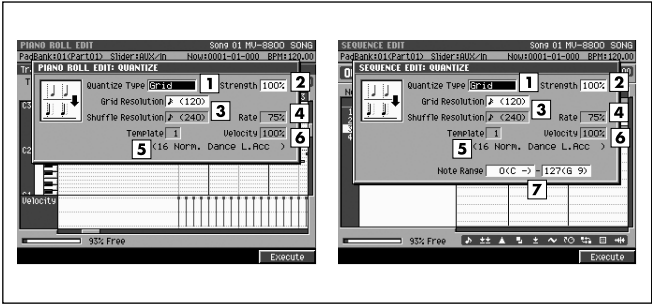 PIANO ROLL EDIT Song 01 MV-8800 SONG
PadBank:01(Part01) Slider:AUX/In Now:0001-01-000 BPM:120.00
PIANO ROLL EDIT: QUANTIZE
Quantize Type Grid 1 Strength 100% 2
Grid Resolution ♪ (120)
3
Shuffle Resolution ♪ (240) Rate 75% 4
Template 1 Velocity 100% 6
5 (16 Norm. Dance L.Acc )
C3
C2
C1
Velocity
93% Free
Execute
SEQUENCE EDIT Song 01 MV-8800 SONG
PadBank:01(Part01) Slider:AUX/In Now:0001-01-000 BPM:120.00
SEQUENCE EDIT: QUANTIZE
Quantize Type Grid 1 Strength 100% 2
Grid Resolution ♪ (120)
3
Shuffle Resolution ♪ (240) Rate 75% 4
Template 1 Velocity 100% 6
5 (16 Norm. Dance L.Acc )
Note Range 0(C -) - 127(G 9)
7
93% Free
Execute